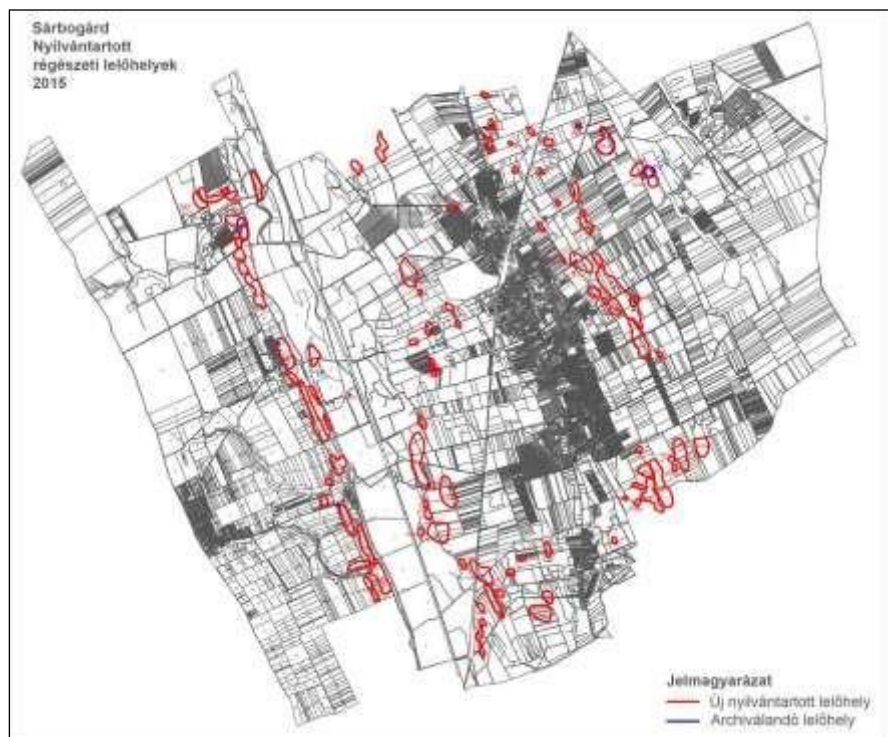 Sárbogárd
Nyilvántartott
régészeti lelőhelyek
2015
Jelmagyarázat
Új nyilvántartott lelőhely
Archiválandó lelőhely